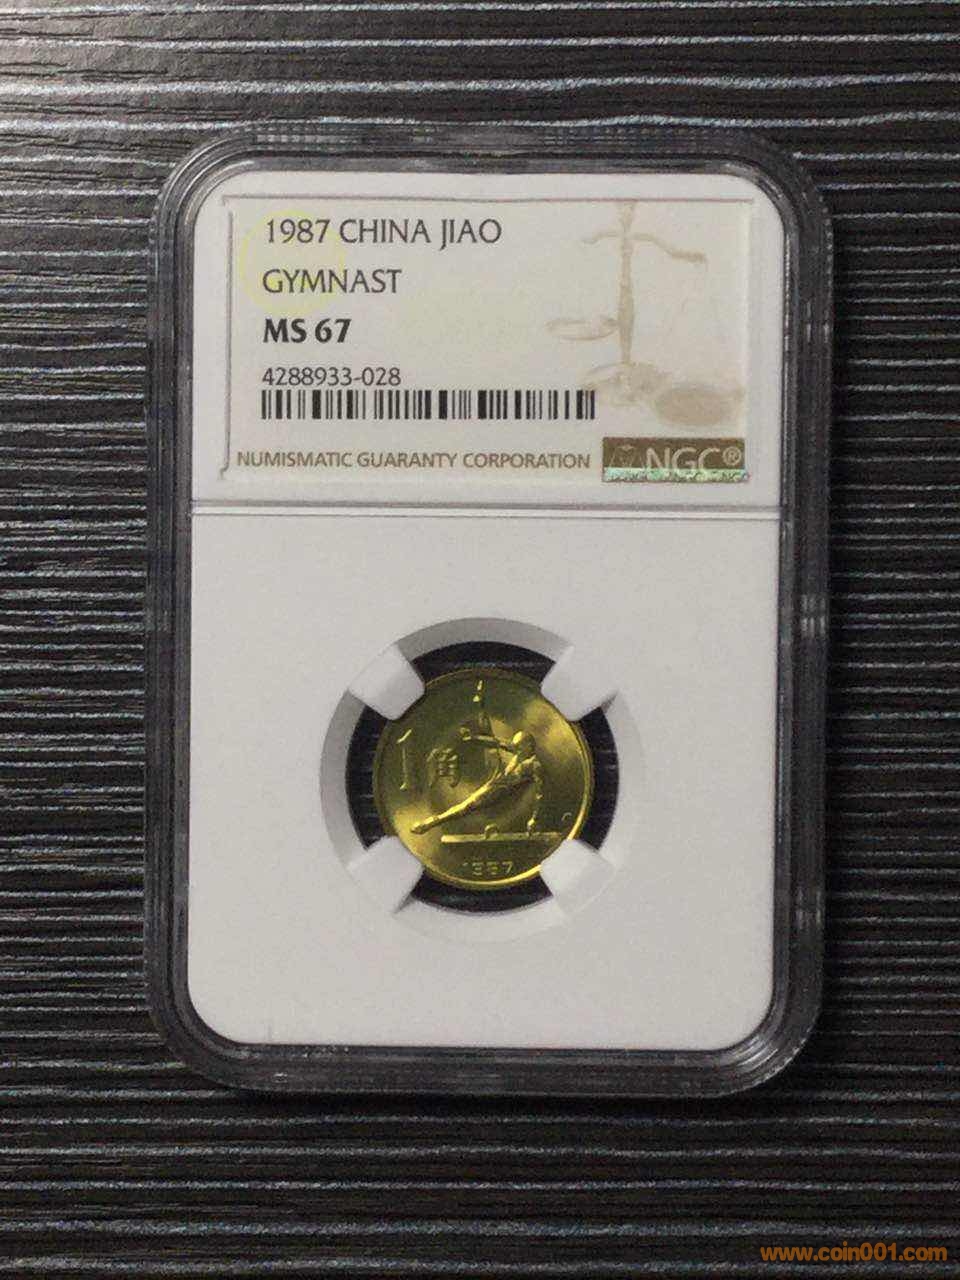 1987 CHINA JIAO
GYMNAST
MS 67
4288933-028
NUMISMATIC GUARANTY CORPORATION
NGC®
1角
1987
www.coin001.com